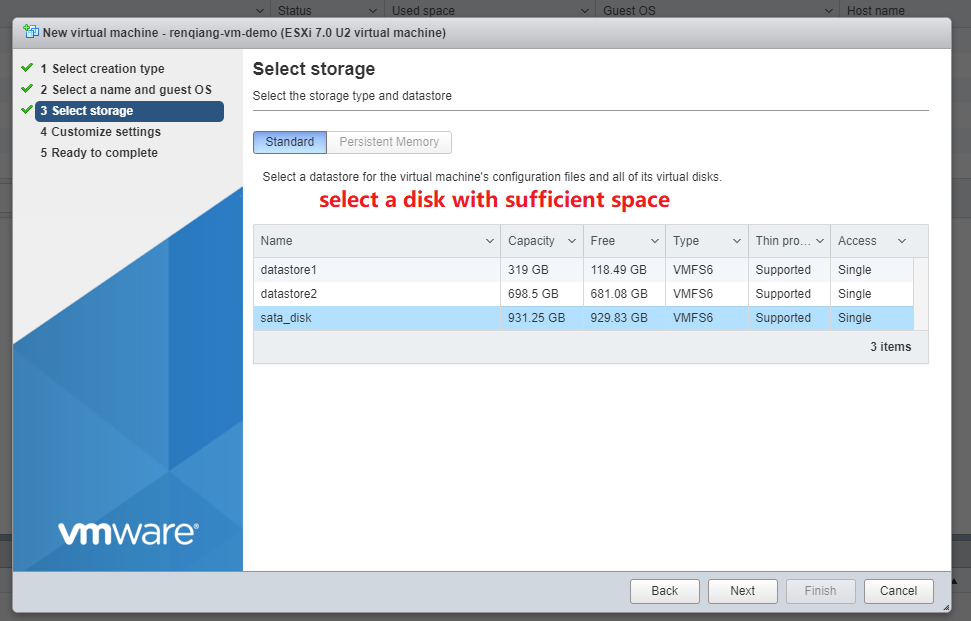 Status Used space Guest OS Host name
New virtual machine - renqiang-vm-demo (ESXi 7.0 U2 virtual machine)
1 Select creation type
2 Select a name and guest OS
3 Select storage
4 Customize settings
5 Ready to complete
Select storage
Select the storage type and datastore
Standard Persistent Memory
Select a datastore for the virtual machine's configuration files and all of its virtual disks.
select a disk with sufficient space
Name Capacity Free Type Thin pro... Access
datastore1 319 GB 118.49 GB VMFS6 Supported Single
datastore2 698.5 GB 681.08 GB VMFS6 Supported Single
sata_disk 931.25 GB 929.83 GB VMFS6 Supported Single
3 items
vmware®
Back Next Finish Cancel